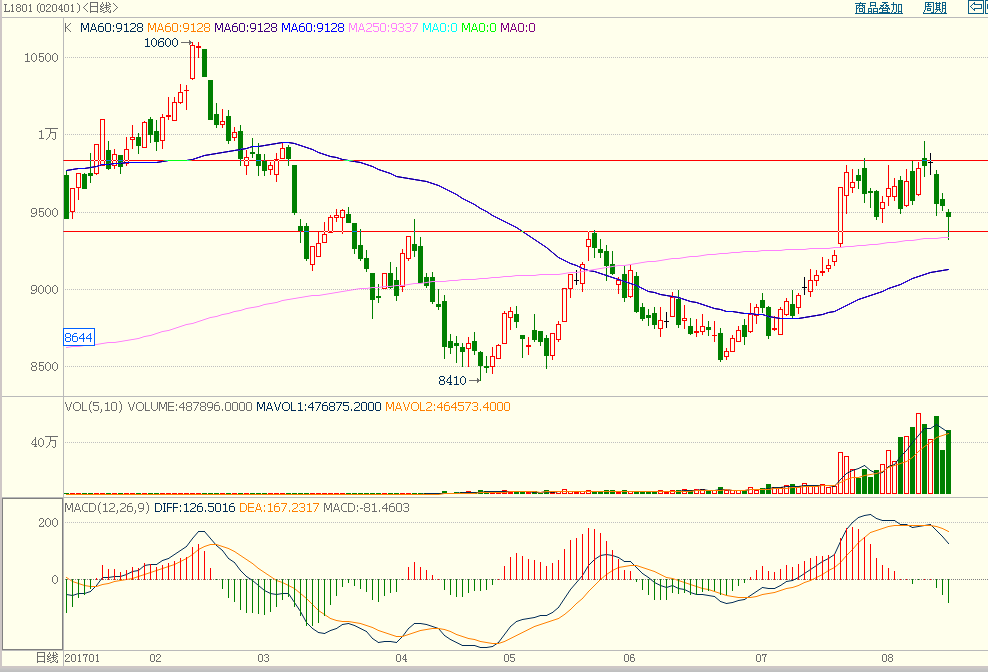 L1801 (020401)<日线> 商品叠加 周期
K MA60:9128 MA60:9128 MA60:9128 MA60:9128 MA250:9337 MA0:0 MA0:0 MA0:0
10600
10500
1万
9500
9000
8644
8500
8410
VOL(5,10) VOLUME:487896.0000 MAVOL1:476875.2000 MAVOL2:464573.4000
40万
MACD(12,26,9) DIFF:126.5016 DEA:167.2317 MACD:-81.4603
200
0
日线 201701 02 03 04 05 06 07 08